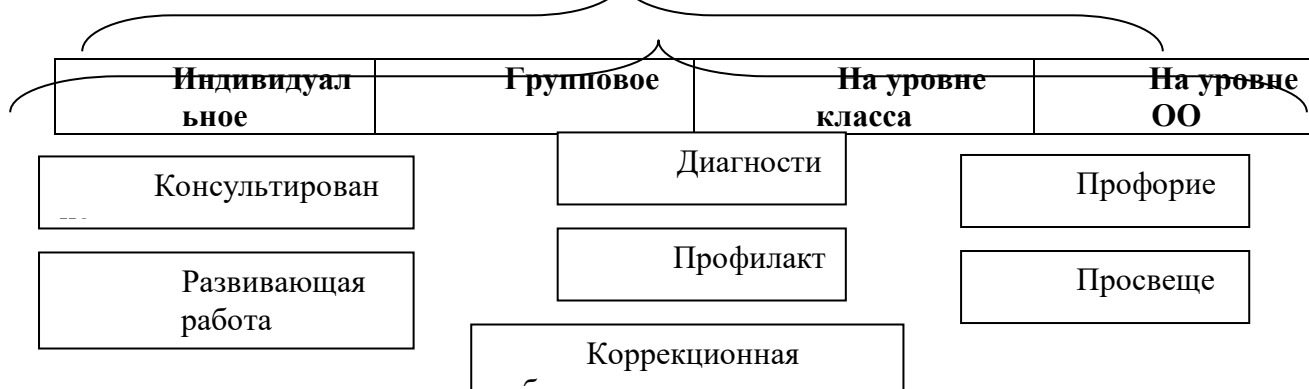 Индивидуал
ьное
Групповое
На уровне
класса
На уровне
ОО
Консультирован
Диагности
Профорие
Развивающая
работа
Профилакт
Просвеще
Коррекционная